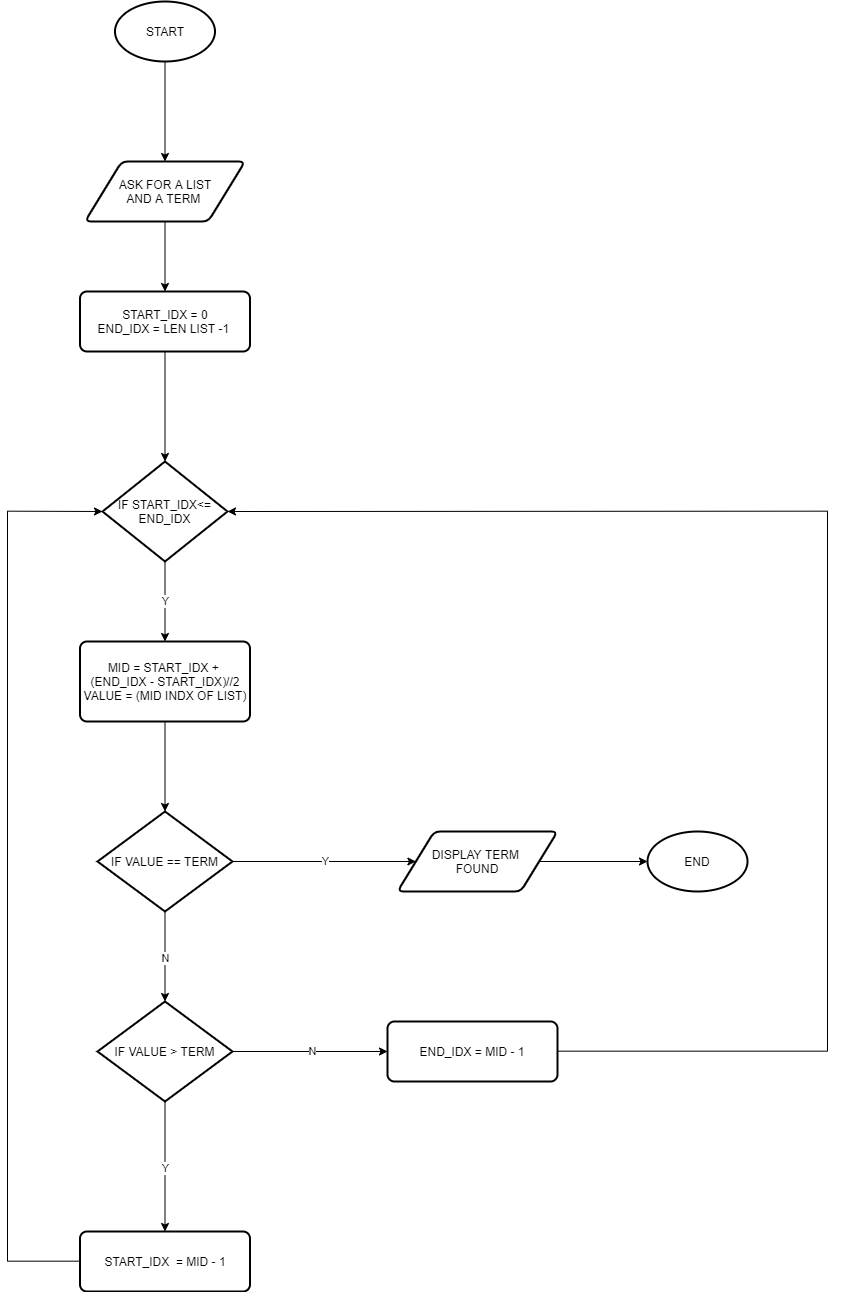 START
ASK FOR A LIST
AND A TERM
START_IDX = 0
END_IDX = LEN LIST -1
IF START_IDX<=
END_IDX
Y
MID = START_IDX +
(END_IDX - START_IDX)//2
VALUE = (MID INDX OF LIST)
IF VALUE == TERM
Y
DISPLAY TERM
FOUND
END
N
IF VALUE > TERM
N
END_IDX = MID - 1
Y
START_IDX  = MID - 1